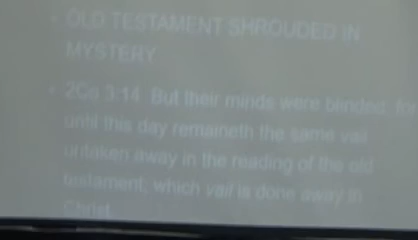 OLD TESTAMENT SHROUDED IN
MYSTERY
2Co 3:14 But their minds were blinded: for
until this day remaineth the same vail
untaken away in the reading of the old
testament; which vail is done away in
Christ.